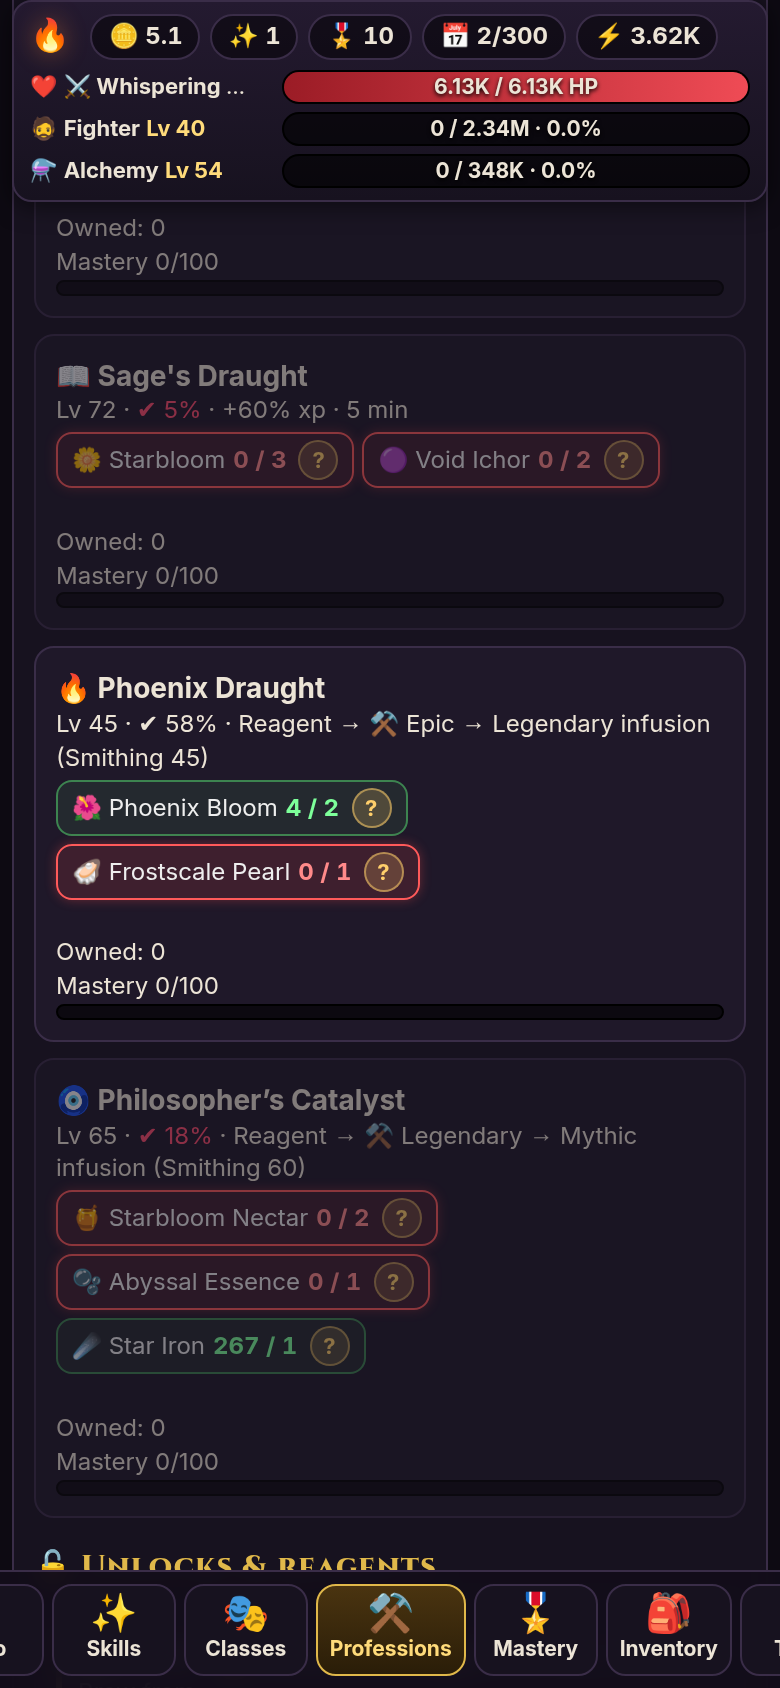 5.1
1
10
2/300
3.62K
Whispering ...
6.13K / 6.13K HP
Fighter Lv 40
0 / 2.34M · 0.0%
Alchemy Lv 54
0 / 348K · 0.0%
Owned: 0
Mastery 0/100
Sage's Draught
Lv 72 · ✔ 5% · +60% xp · 5 min
Starbloom 0 / 3 ?
Void Ichor 0 / 2 ?
Owned: 0
Mastery 0/100
Phoenix Draught
Lv 45 · ✔ 58% · Reagent → ⚒️ Epic → Legendary infusion
(Smithing 45)
Phoenix Bloom 4 / 2 ?
Frostscale Pearl 0 / 1 ?
Owned: 0
Mastery 0/100
Philosopher’s Catalyst
Lv 65 · ✔ 18% · Reagent → ⚒️ Legendary → Mythic
infusion (Smithing 60)
Starbloom Nectar 0 / 2 ?
Abyssal Essence 0 / 1 ?
Star Iron 267 / 1 ?
Owned: 0
Mastery 0/100
Unlocks & reagents
Skills
Classes
Professions
Mastery
Inventory